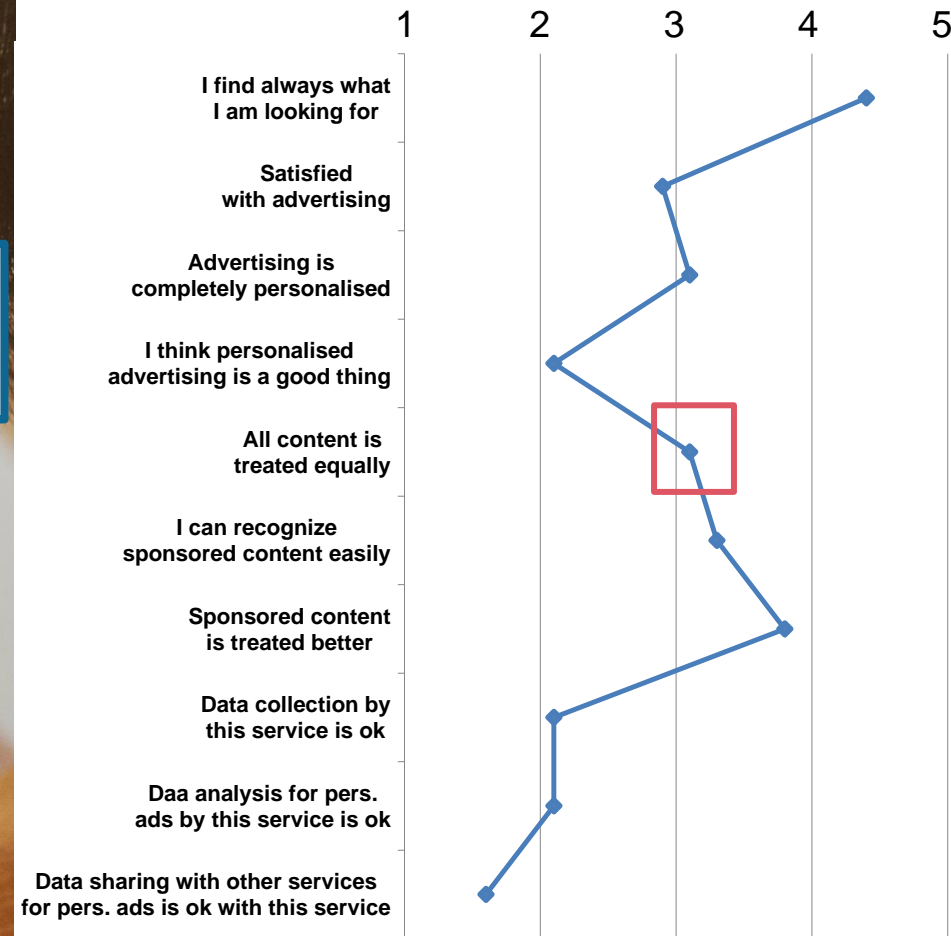 1 2 3 4 5
I find always what
I am looking for
Satisfied
with advertising
Advertising is
completely personalised
I think personalised
advertising is a good thing
All content is
treated equally
I can recognize
sponsored content easily
Sponsored content
is treated better
Data collection by
this service is ok
Daa analysis for pers.
ads by this service is ok
Data sharing with other services
for pers. ads is ok with this service